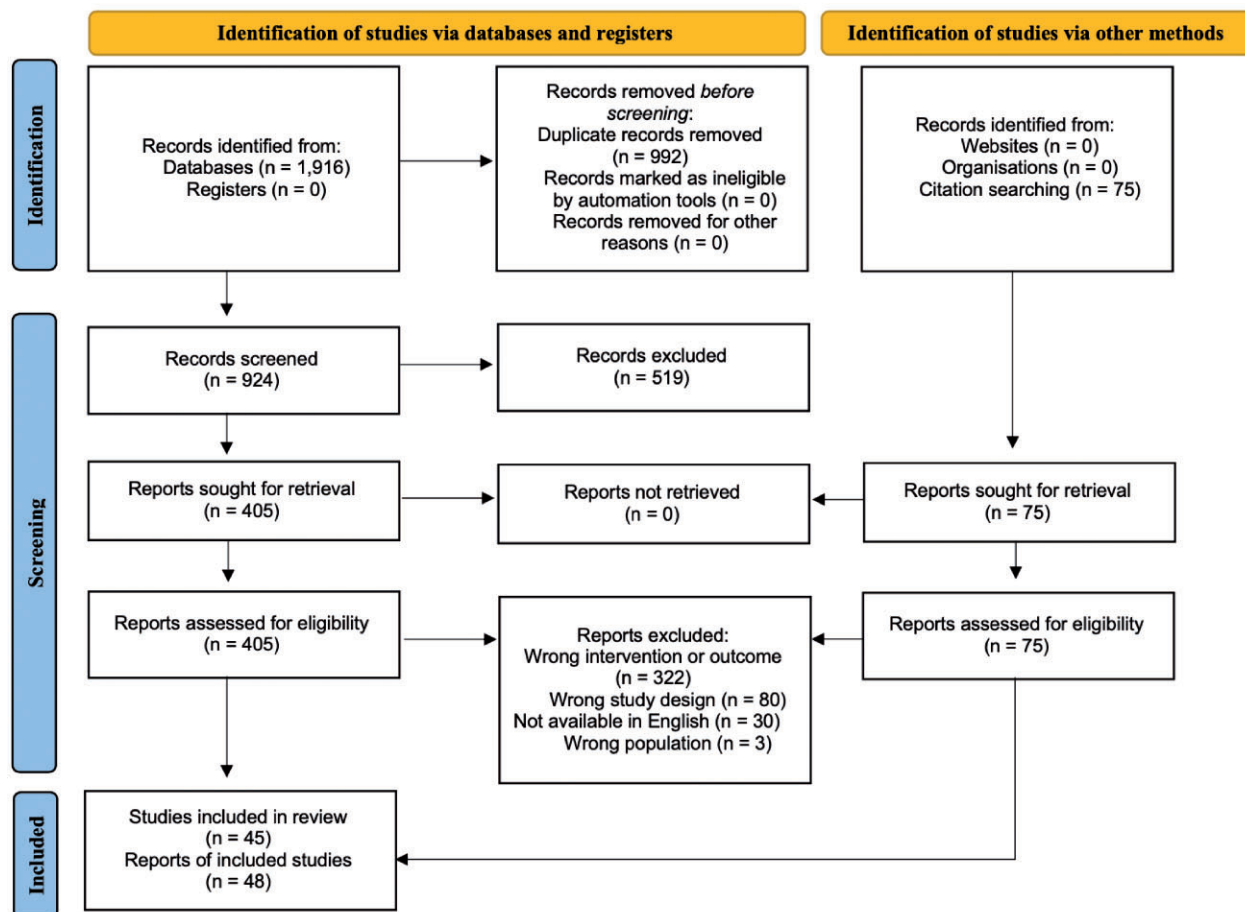 Identification of studies via databases and registers
Identification of studies via other methods
Identification
Records identified from:
Databases (n = 1,916)
Registers (n = 0)
Records removed before
screening:
Duplicate records removed
(n = 992)
Records marked as ineligible
by automation tools (n = 0)
Records removed for other
reasons (n = 0)
Records identified from:
Websites (n = 0)
Organisations (n = 0)
Citation searching (n = 75)
Screening
Records screened
(n = 924)
Records excluded
(n = 519)
Reports sought for retrieval
(n = 405)
Reports not retrieved
(n = 0)
Reports sought for retrieval
(n = 75)
Reports assessed for eligibility
(n = 405)
Reports excluded:
Wrong intervention or outcome
(n = 322)
Wrong study design (n = 80)
Not available in English (n = 30)
Wrong population (n = 3)
Reports assessed for eligibility
(n = 75)
Included
Studies included in review
(n = 45)
Reports of included studies
(n = 48)